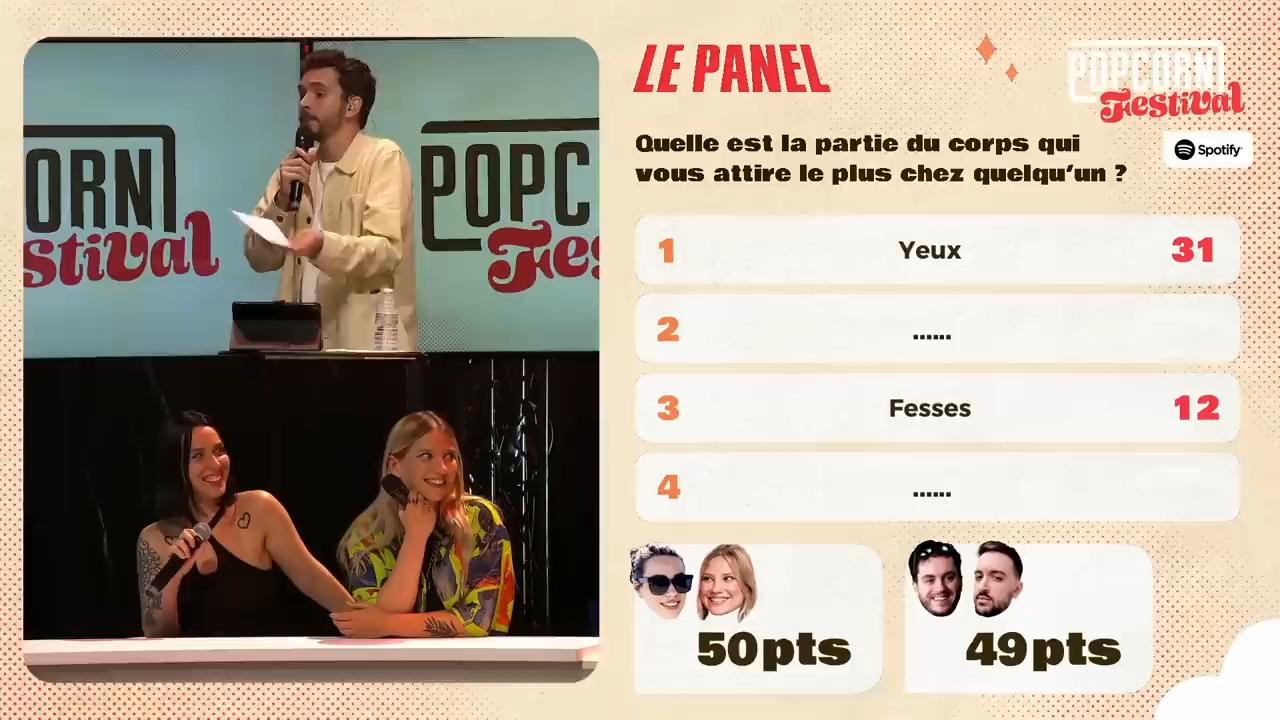 LE PANEL
POPCORN
Festival
Spotify
Quelle est la partie du corps qui
vous attire le plus chez quelqu'un ?
1 Yeux 31
2 ......
3 Fesses 12
4 ......
50pts
49pts
ORN
stival
POPC
Fes